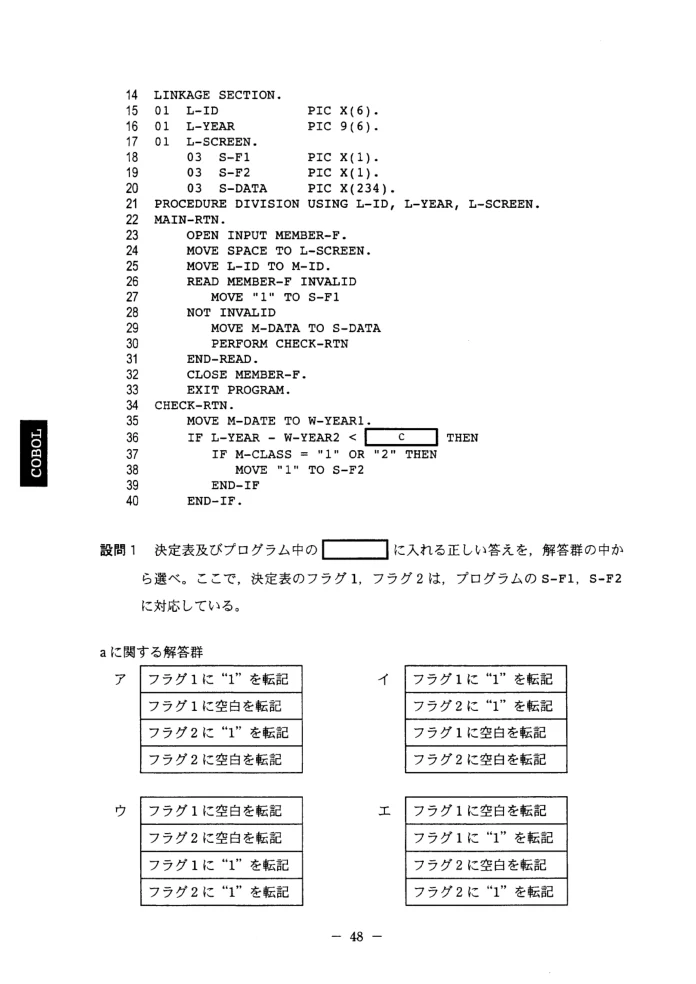 14 LINKAGE SECTION.
15 01 L-ID PIC X(6).
16 01 L-YEAR PIC 9(6).
17 01 L-SCREEN.
18 03 S-F1 PIC X(1).
19 03 S-F2 PIC X(1).
20 03 S-DATA PIC X(234).
21 PROCEDURE DIVISION USING L-ID, L-YEAR, L-SCREEN.
22 MAIN-RTN.
23 OPEN INPUT MEMBER-F.
24 MOVE SPACE TO L-SCREEN.
25 MOVE L-ID TO M-ID.
26 READ MEMBER-F INVALID
27 MOVE "1" TO S-F1
28 NOT INVALID
29 MOVE M-DATA TO S-DATA
30 PERFORM CHECK-RTN
31 END-READ.
32 CLOSE MEMBER-F.
33 EXIT PROGRAM.
34 CHECK-RTN.
35 MOVE M-DATE TO W-YEAR1.
36 IF L-YEAR - W-YEAR2 < c THEN
37 IF M-CLASS = "1" OR "2" THEN
38 MOVE "1" TO S-F2
39 END-IF
40 END-IF.
COBOL
設問1 決定表及びプログラム中の に入れる正しい答えを，解答群の中か
ら選べ。ここで，決定表のフラグ1，フラグ2は，プログラムの S-F1，S-F2
に対応している。
aに関する解答群
ア フラグ1に“1”を転記
フラグ1に空白を転記
フラグ2に“1”を転記
フラグ2に空白を転記
イ フラグ1に“1”を転記
フラグ2に“1”を転記
フラグ1に空白を転記
フラグ2に空白を転記
ウ フラグ1に空白を転記
フラグ2に空白を転記
フラグ1に“1”を転記
フラグ2に“1”を転記
エ フラグ1に空白を転記
フラグ1に“1”を転記
フラグ2に空白を転記
フラグ2に“1”を転記
— 48 —